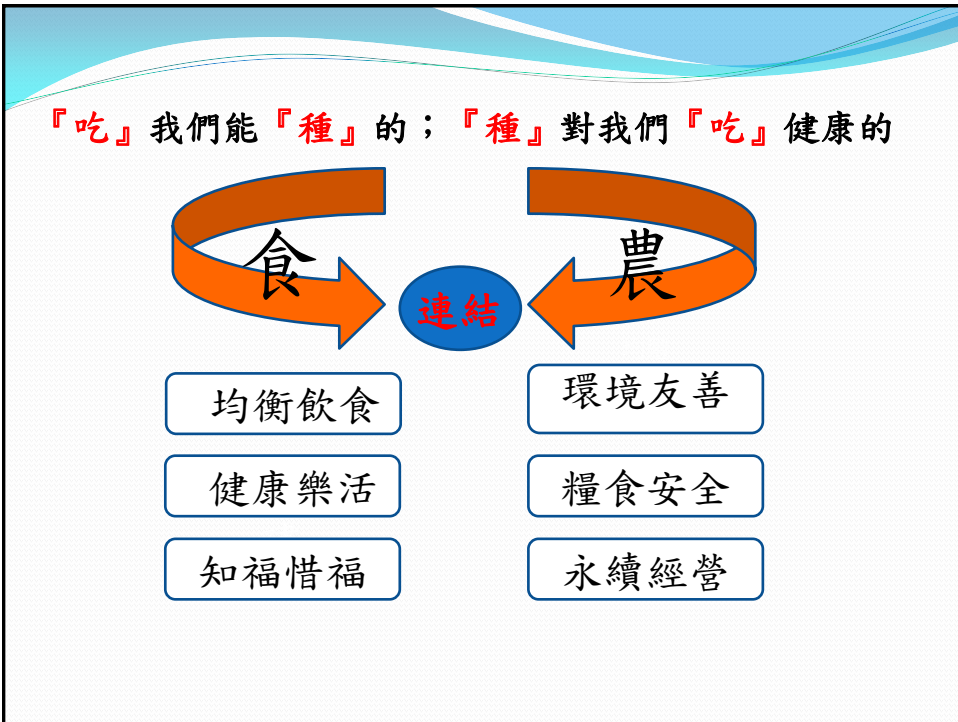 『吃』我們能『種』的；『種』對我們『吃』健康的
食
農
連結
均衡飲食
環境友善
健康樂活
糧食安全
知福惜福
永續經營